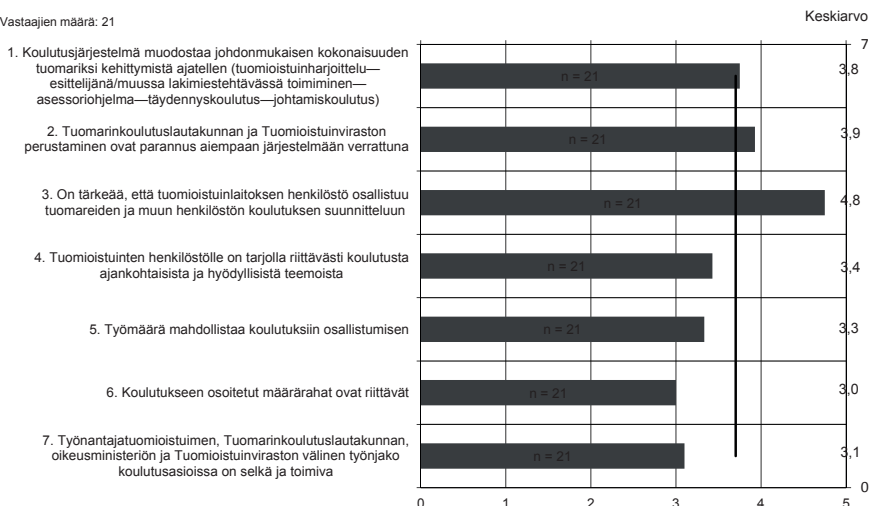 Vastaajien määrä: 21
Keskiarvo
7
1. Koulutusjärjestelmä muodostaa johdonmukaisen kokonaisuuden
tuomariksi kehittymistä ajatellen (tuomioistuinharjoittelu—
esittelijänä/muussa lakimiestehtävässä toimiminen—
asessoriohjelma—täydennyskoulutus—johtamiskoulutus)
n = 21
3,8
2. Tuomarinkoulutuslautakunnan ja Tuomioistuinviraston
perustaminen ovat parannus aiempaan järjestelmään verrattuna
n = 21
3,9
3. On tärkeää, että tuomioistuinlaitoksen henkilöstö osallistuu
tuomareiden ja muun henkilöstön koulutuksen suunnitteluun
n = 21
4,8
4. Tuomioistuinten henkilöstölle on tarjolla riittävästi koulutusta
ajankohtaisista ja hyödyllisistä teemoista
n = 21
3,4
5. Työmäärä mahdollistaa koulutuksiin osallistumisen
n = 21
3,3
6. Koulutukseen osoitetut määrärahat ovat riittävät
n = 21
3,0
7. Työnantajatuomioistuimen, Tuomarinkoulutuslautakunnan,
oikeusministeriön ja Tuomioistuinviraston välinen työnjako
koulutusasioissa on selkä ja toimiva
n = 21
3,1
0
0 1 2 3 4 5